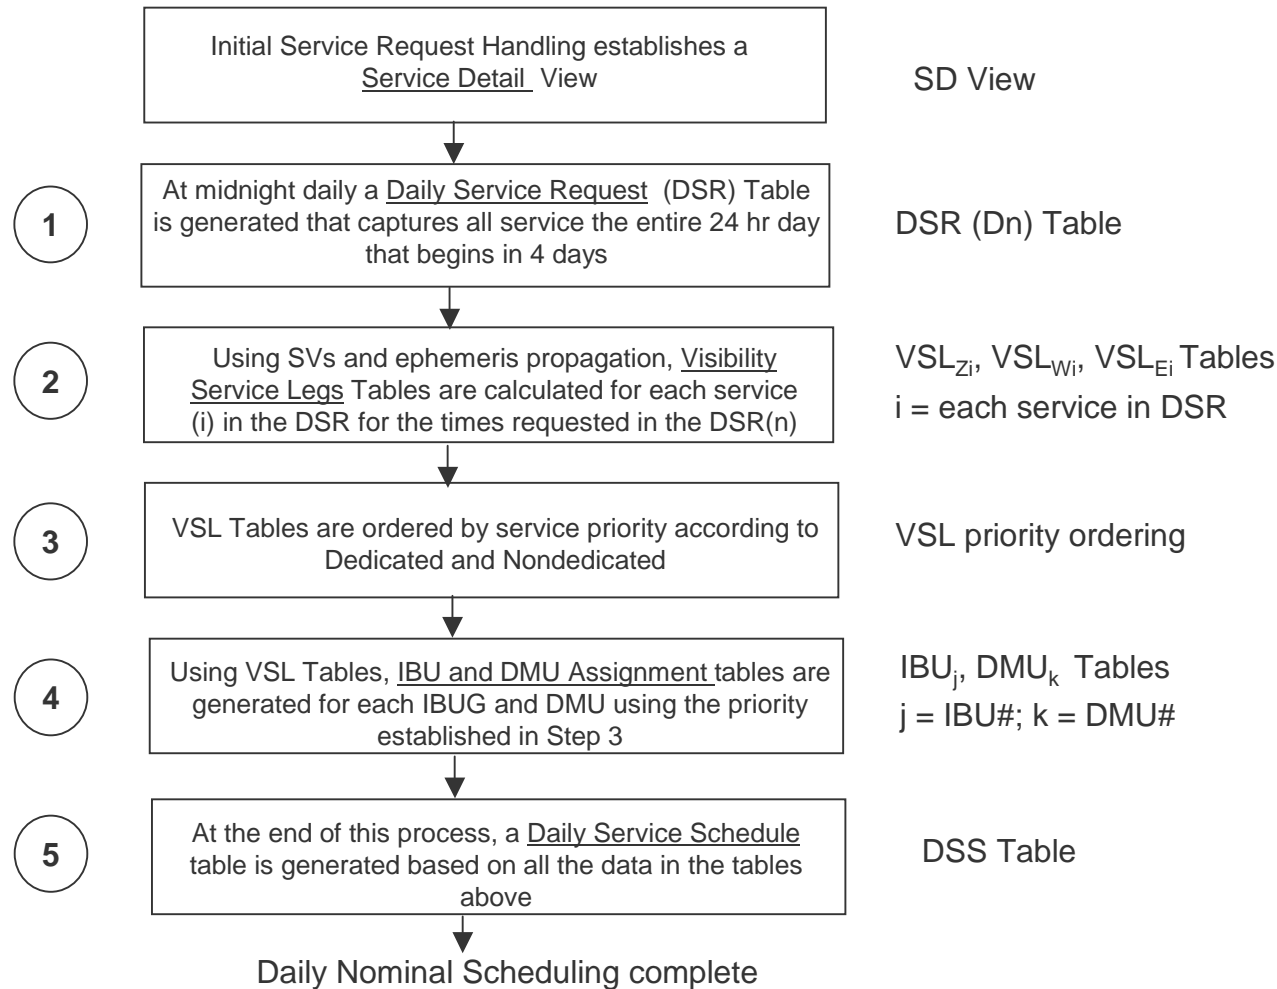 Initial Service Request Handling establishes a
Service Detail View
SD View
1
At midnight daily a Daily Service Request (DSR) Table
is generated that captures all service the entire 24 hr day
that begins in 4 days
DSR (Dn) Table
2
Using SVs and ephemeris propagation, Visibility
Service Legs Tables are calculated for each service
(i) in the DSR for the times requested in the DSR(n)
VSLZi, VSLWi, VSLEi Tables
i = each service in DSR
3
VSL Tables are ordered by service priority according to
Dedicated and Nondedicated
VSL priority ordering
4
Using VSL Tables, IBU and DMU Assignment tables are
generated for each IBUG and DMU using the priority
established in Step 3
IBUj, DMUk Tables
j = IBU#; k = DMU#
5
At the end of this process, a Daily Service Schedule
table is generated based on all the data in the tables
above
DSS Table
Daily Nominal Scheduling complete